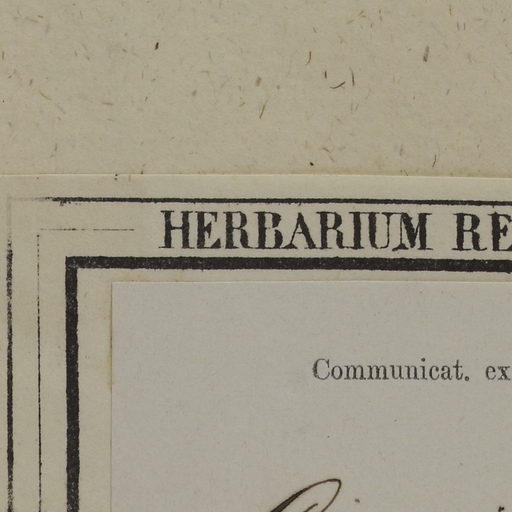 HERBARIUM RE
Communicat. ex